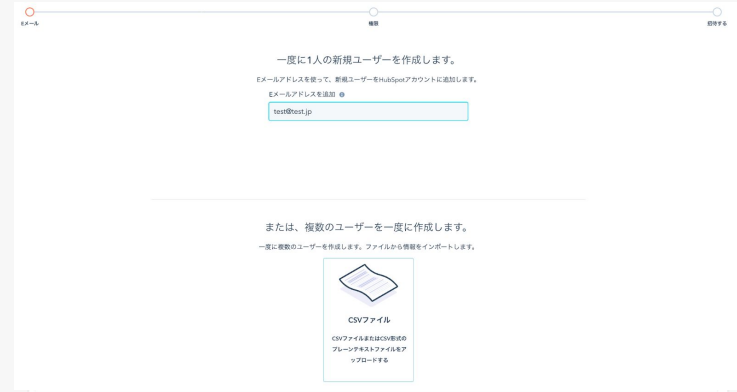 Eメール
権限
招待する
一度に1人の新規ユーザーを作成します。
Eメールアドレスを使って、新規ユーザーをHubSpotアカウントに追加します。
Eメールアドレスを追加
test@test.jp
または、複数のユーザーを一度に作成します。
一度に複数のユーザーを作成します。ファイルから情報をインポートします。
CSVファイル
CSVファイルまたはCSV形式の
プレーンテキストファイルをア
ップロードする